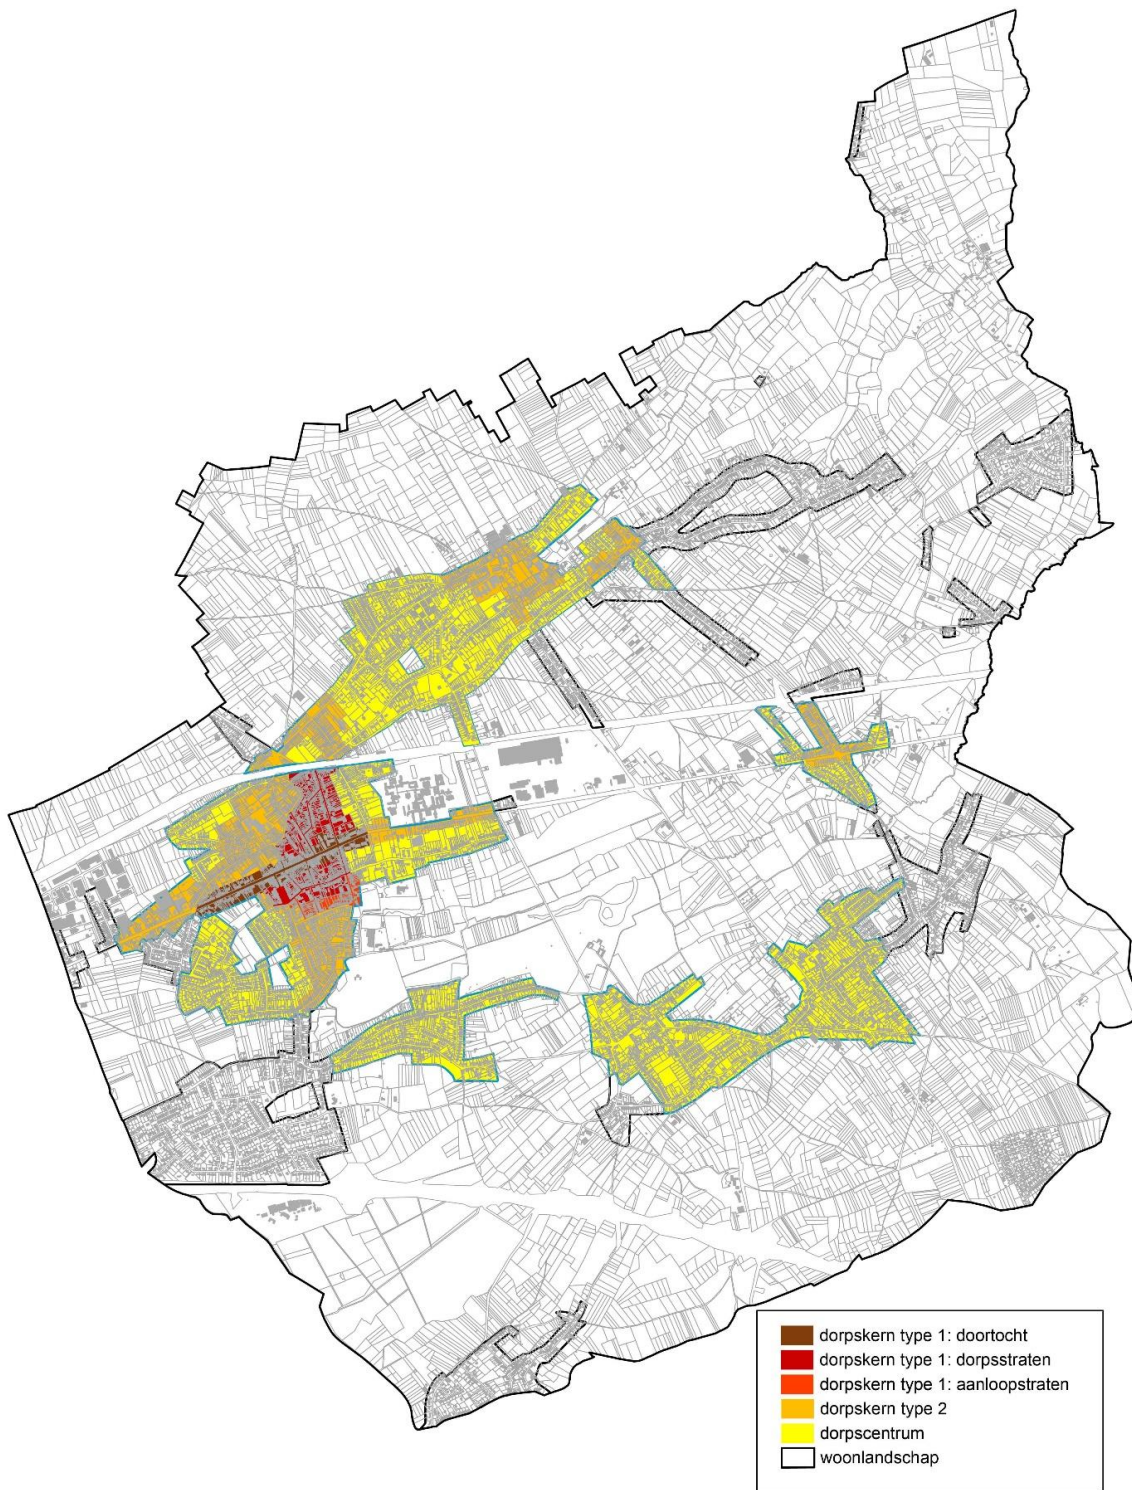 dorpskern type 1: doortocht
dorpskern type 1: dorpsstraten
dorpskern type 1: aanloopstraten
dorpskern type 2
dorpscentrum
woonlandschap